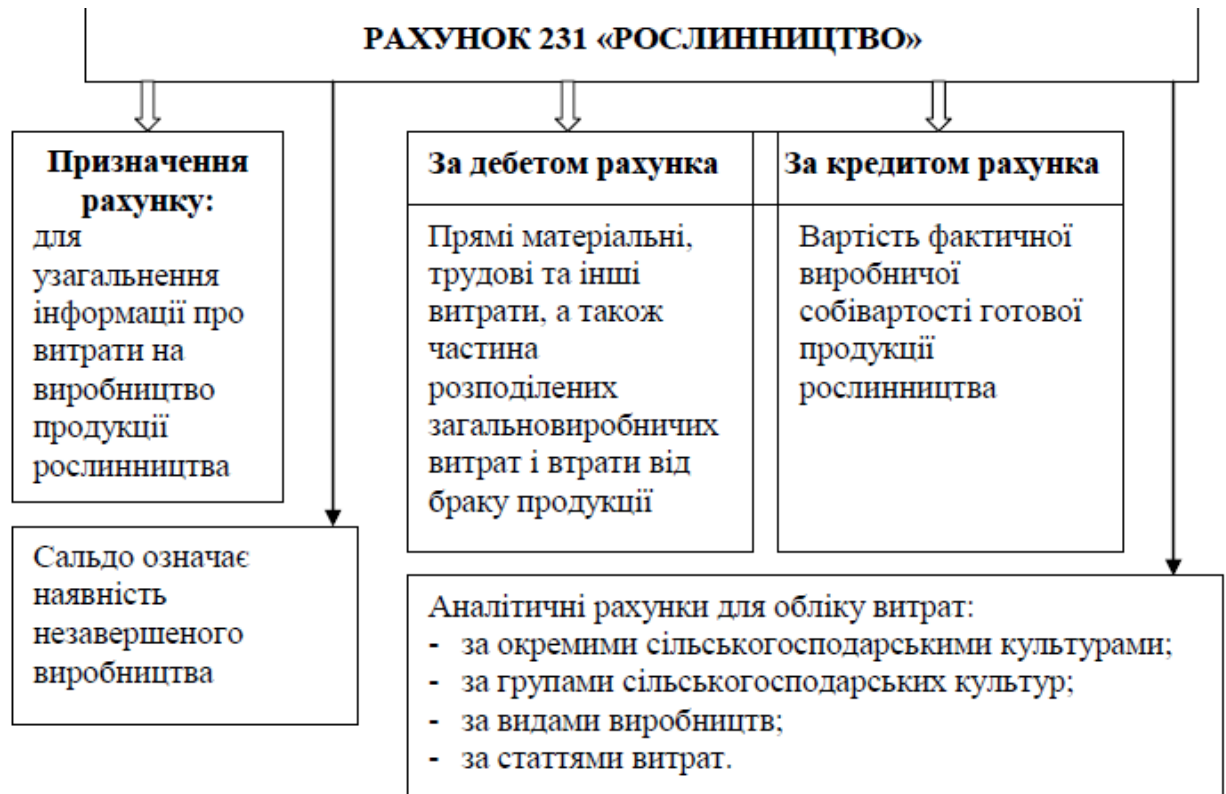 РАХУНОК 231 «РОСЛИННИЦТВО»
Призначення
рахунку:
для
узагальнення
інформації про
витрати на
виробництво
продукції
рослинництва
Сальдо означає
наявність
незавершеного
виробництва
За дебетом рахунка
Прямі матеріальні,
трудові та інші
витрати, а також
частина
розподілених
загальновиробничих
витрат і втрати від
браку продукції
За кредитом рахунка
Вартість фактичної
виробничої
собівартості готової
продукції
рослинництва
Аналітичні рахунки для обліку витрат:
- за окремими сільськогосподарськими культурами;
- за групами сільськогосподарських культур;
- за видами виробництв;
- за статтями витрат.